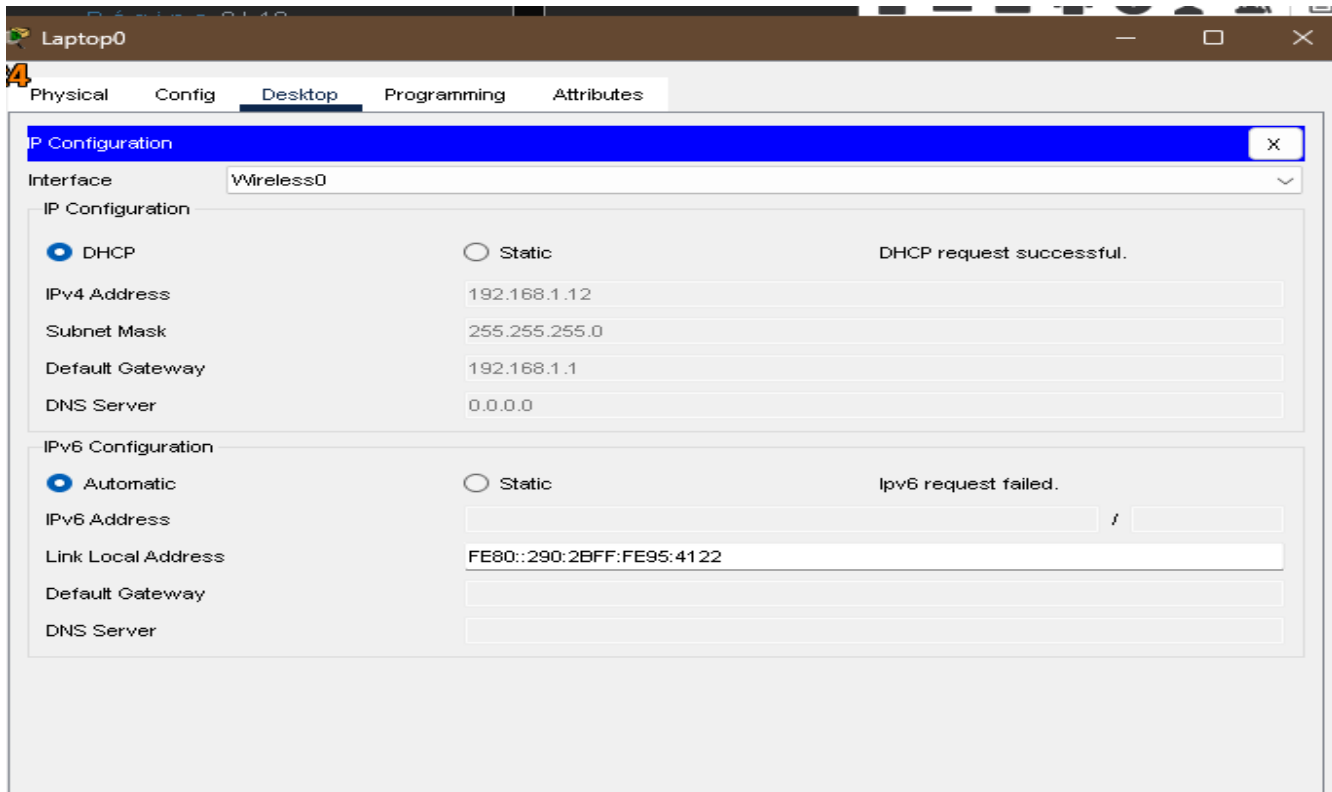 Laptop0
4
Physical Config Desktop Programming Attributes
IP Configuration X
Interface Wireless0
IP Configuration
DHCP Static DHCP request successful.
IPv4 Address 192.168.1.12
Subnet Mask 255.255.255.0
Default Gateway 192.168.1.1
DNS Server 0.0.0.0
IPv6 Configuration
Automatic Static Ipv6 request failed.
IPv6 Address /
Link Local Address FE80::290:2BFF:FE95:4122
Default Gateway
DNS Server